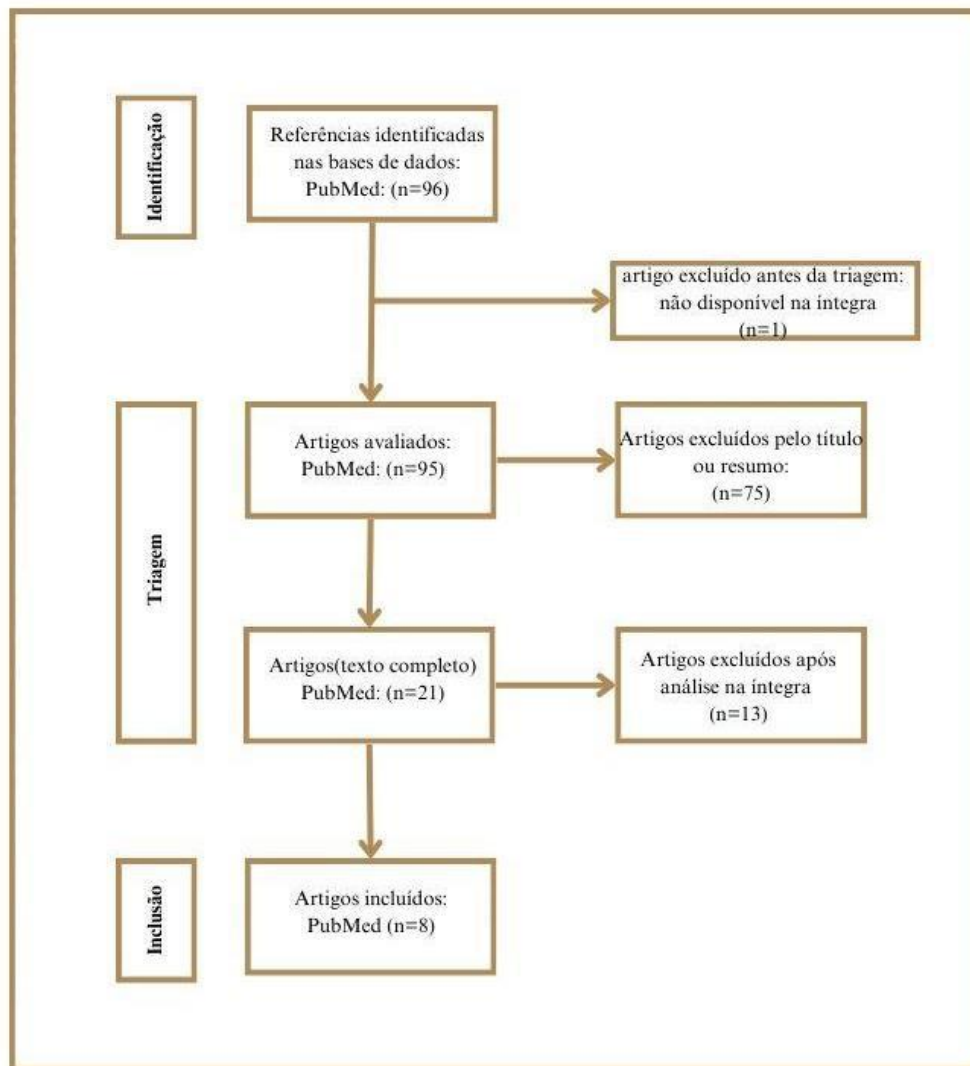 Identificação
Referências identificadas
nas bases de dados:
PubMed: (n=96)
artigo excluído antes da triagem:
não disponível na íntegra
(n=1)
Triagem
Artigos avaliados:
PubMed: (n=95)
Artigos excluídos pelo título
ou resumo:
(n=75)
Artigos(texto completo)
PubMed: (n=21)
Artigos excluídos após
análise na íntegra
(n=13)
Inclusão
Artigos incluídos:
PubMed (n=8)